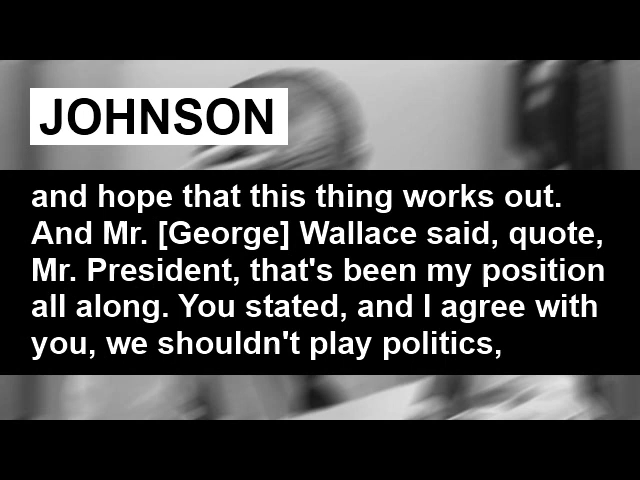 JOHNSON
and hope that this thing works out.
And Mr. [George] Wallace said, quote,
Mr. President, that's been my position
all along. You stated, and I agree with
you, we shouldn't play politics,